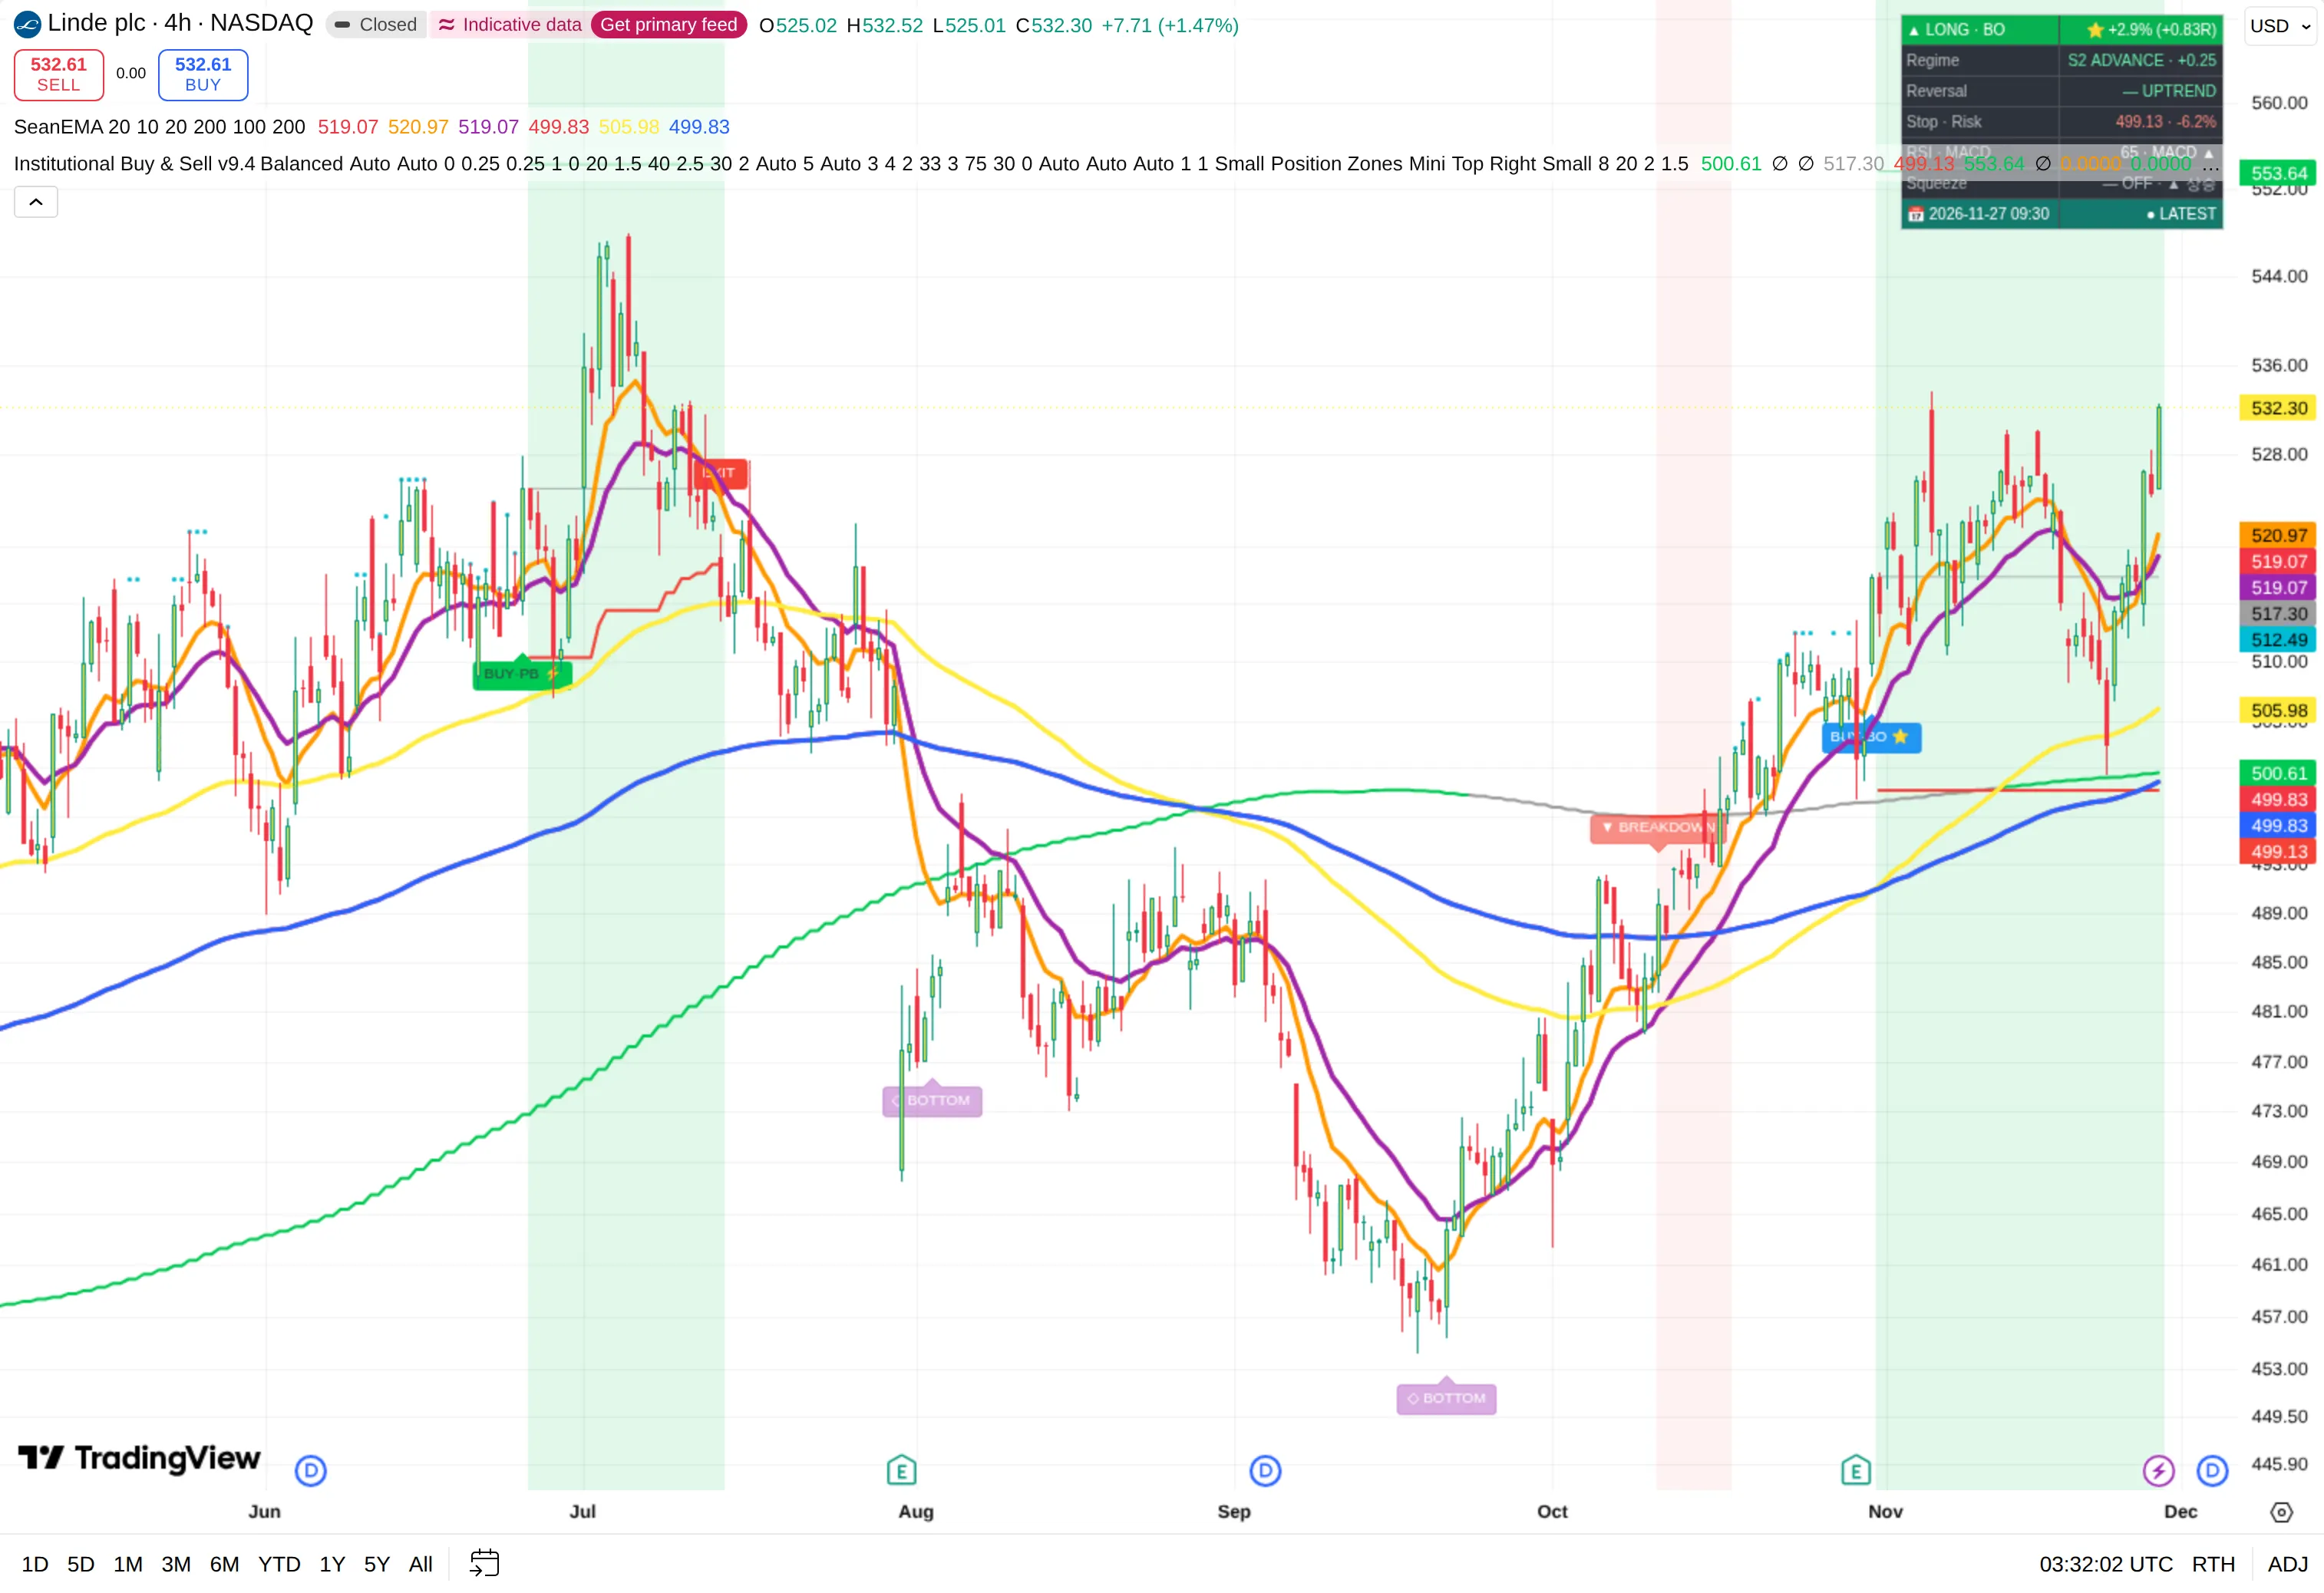 Linde plc · 4h · NASDAQ Closed Indicative data Get primary feed O525.02 H532.52 L525.01 C532.30 +7.71 (+1.47%)
532.61 SELL 0.00 532.61 BUY
SeanEMA 20 10 20 200 100 200 519.07 520.97 519.07 499.83 505.98 499.83
Institutional Buy & Sell v9.4 Balanced Auto Auto 0 0.25 0.25 1 0 20 1.5 40 2.5 30 2 Auto 5 Auto 3 4 2 33 3 75 30 0 Auto Auto Auto 1 1 Small Position Zones Mini Top Right Small 8 20 2 1.5 500.61 ∅ ∅ 517.30 499.13 553.64 ∅ 0.0000 0.0000 ...
▲ LONG · BO ⭐ +2.9% (+0.83R)
Regime S2 ADVANCE · +0.25
Reversal — UPTREND
Stop · Risk 499.13 · -6.2%
RSI · MACD 65 · MACD ▲
Squeeze — OFF · ▲ 상승
2026-11-27 09:30 ● LATEST
USD
560.00
553.64
552.00
544.00
536.00
532.30
528.00
520.97
519.07
519.07
517.30
512.49
510.00
505.98
500.61
499.83
499.83
499.13
489.00
485.00
481.00
477.00
473.00
469.00
465.00
461.00
457.00
453.00
449.50
445.90
EXIT
BUY·PB ⚡
BUY·BO ⭐
▼ BREAKDOWN
◇ BOTTOM
◇ BOTTOM
TradingView
D E D E D
Jun Jul Aug Sep Oct Nov Dec
1D 5D 1M 3M 6M YTD 1Y 5Y All 03:32:02 UTC RTH ADJ